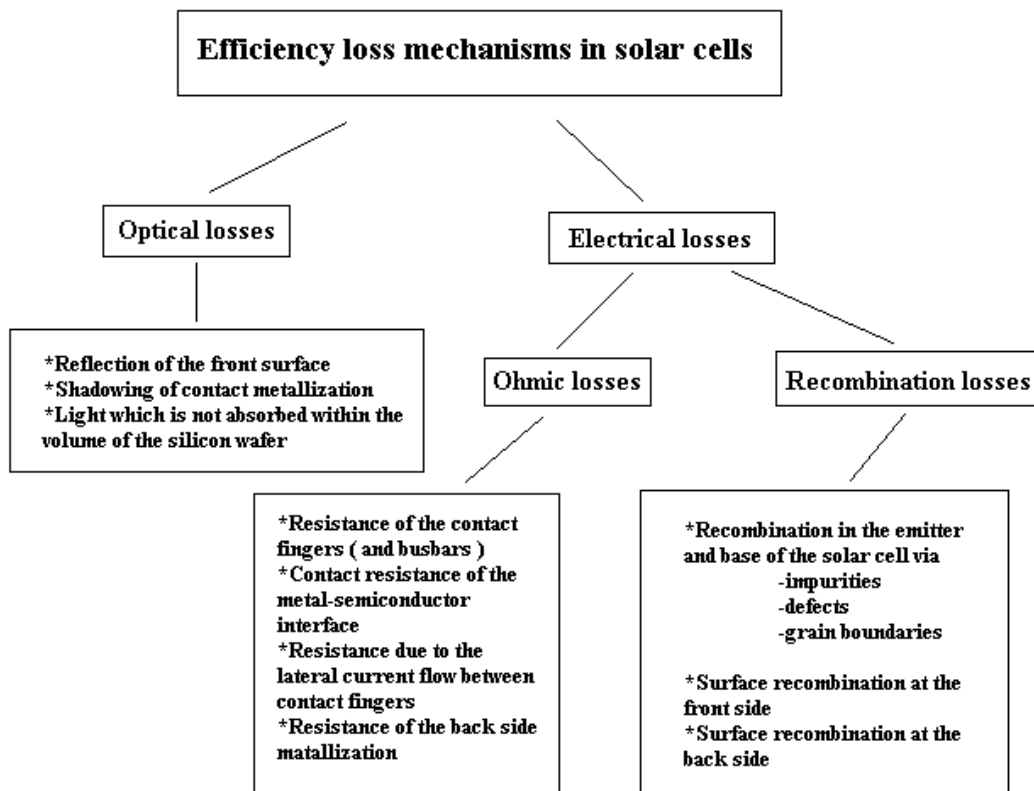 Efficiency loss mechanisms in solar cells
Optical losses
Electrical losses
*Reflection of the front surface
*Shadowing of contact metallization
*Light which is not absorbed within the
volume of the silicon wafer
Ohmic losses
Recombination losses
*Resistance of the contact
fingers ( and busbars )
*Contact resistance of the
metal-semiconductor
interface
*Resistance due to the
lateral current flow between
contact fingers
*Resistance of the back side
matallization
*Recombination in the emitter
and base of the solar cell via
-impurities
-defects
-grain boundaries
*Surface recombination at the
front side
*Surface recombination at the
back side